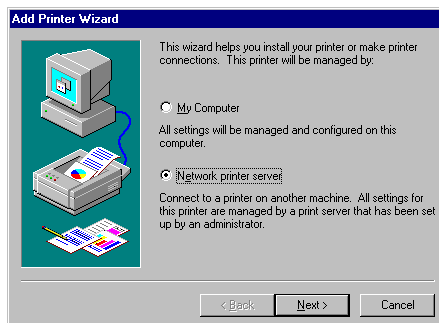 Add Printer Wizard
This wizard helps you install your printer or make printer
connections. This printer will be managed by:
My Computer
All settings will be managed and configured on this
computer.
Network printer server
Connect to a printer on another machine. All settings for
this printer are managed by a print server that has been set
up by an administrator.
< Back
Next >
Cancel